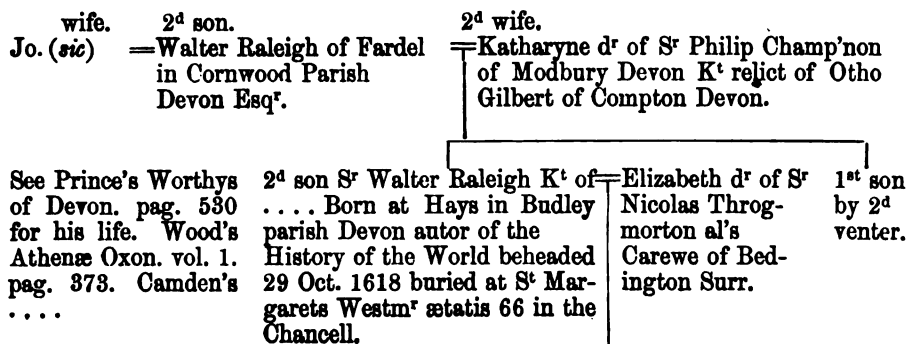 wife. 2ᵈ son. 2ᵈ wife.
Jo. (sic) =Walter Raleigh of Fardel =Katharyne dʳ of Sʳ Philip Champ'non
in Cornwood Parish of Modbury Devon Kᵗ relict of Otho
Devon Esqʳ. Gilbert of Compton Devon.
See Prince's Worthys
of Devon. pag. 530
for his life. Wood's
Athenæ Oxon. vol. 1.
pag. 373. Camden's
. . . .
2ᵈ son Sʳ Walter Raleigh Kᵗ of=
. . . . Born at Hays in Budley
parish Devon autor of the
History of the World beheaded
29 Oct. 1618 buried at Sᵗ Mar-
garets Westmʳ ætatis 66 in the
Chancell.
Elizabeth dʳ of Sʳ
Nicolas Throg-
morton al's
Carewe of Bed-
ington Surr.
1ˢᵗ son
by 2ᵈ
venter.